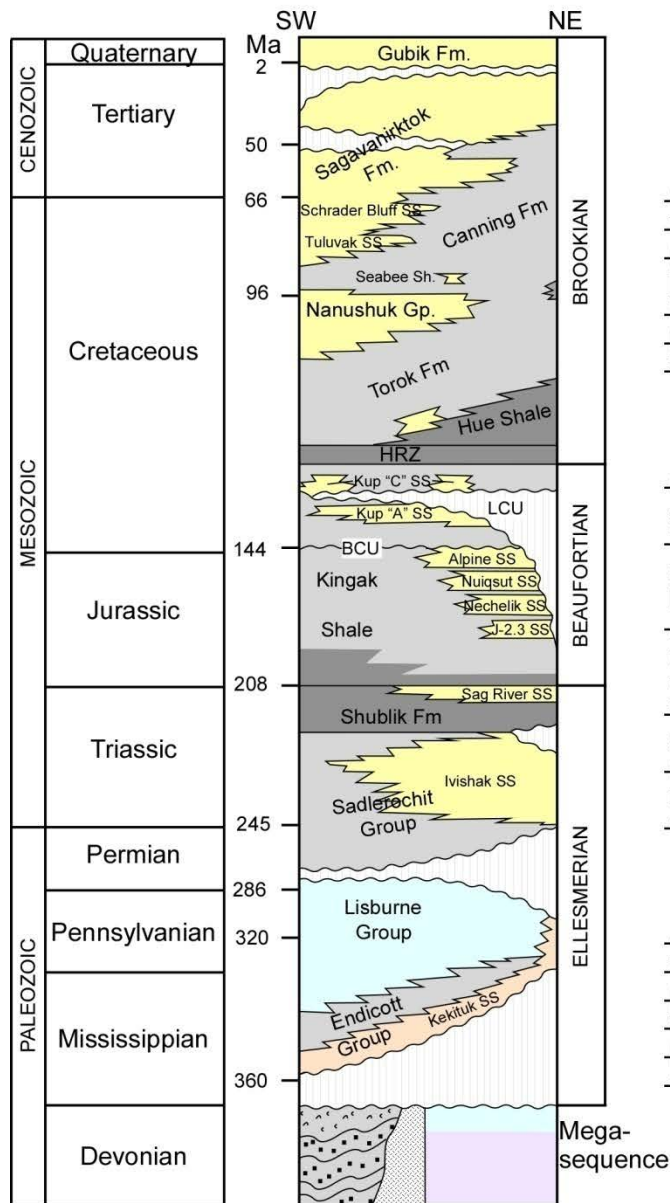 SW
NE
Ma
CENOZOIC
Quaternary
Tertiary
MESOZOIC
Cretaceous
Jurassic
Triassic
PALEOZOIC
Permian
Pennsylvanian
Mississippian
Devonian
2
50
66
96
144
208
245
286
320
360
Gubik Fm.
Sagavanirktok
Fm.
Schrader Bluff SS
Tuluvak SS
Canning Fm
Seabee Sh.
Nanushuk Gp.
Torok Fm
Hue Shale
HRZ
Kup "C" SS
LCU
Kup "A" SS
BCU
Alpine SS
Kingak
Nuiqsut SS
Nechelik SS
Shale
J-2.3 SS
Sag River SS
Shublik Fm
Ivishak SS
Sadlerochit
Group
Lisburne
Group
Endicott
Group
Kekituk SS
BROOKIAN
BEAUFORTIAN
ELLESMERIAN
Mega-
sequence